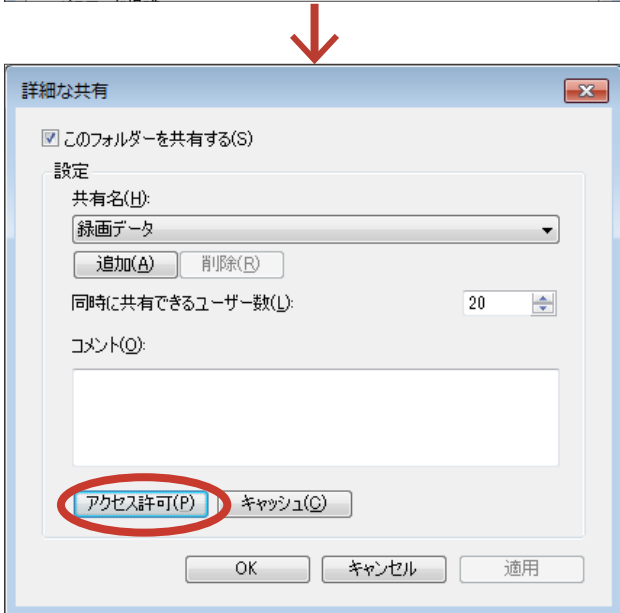 詳細な共有
このフォルダーを共有する(S)
設定
共有名(H):
録画データ
追加(A) 削除(R)
同時に共有できるユーザー数(L): 20
コメント(O):
アクセス許可(P) キャッシュ(C)
OK キャンセル 適用